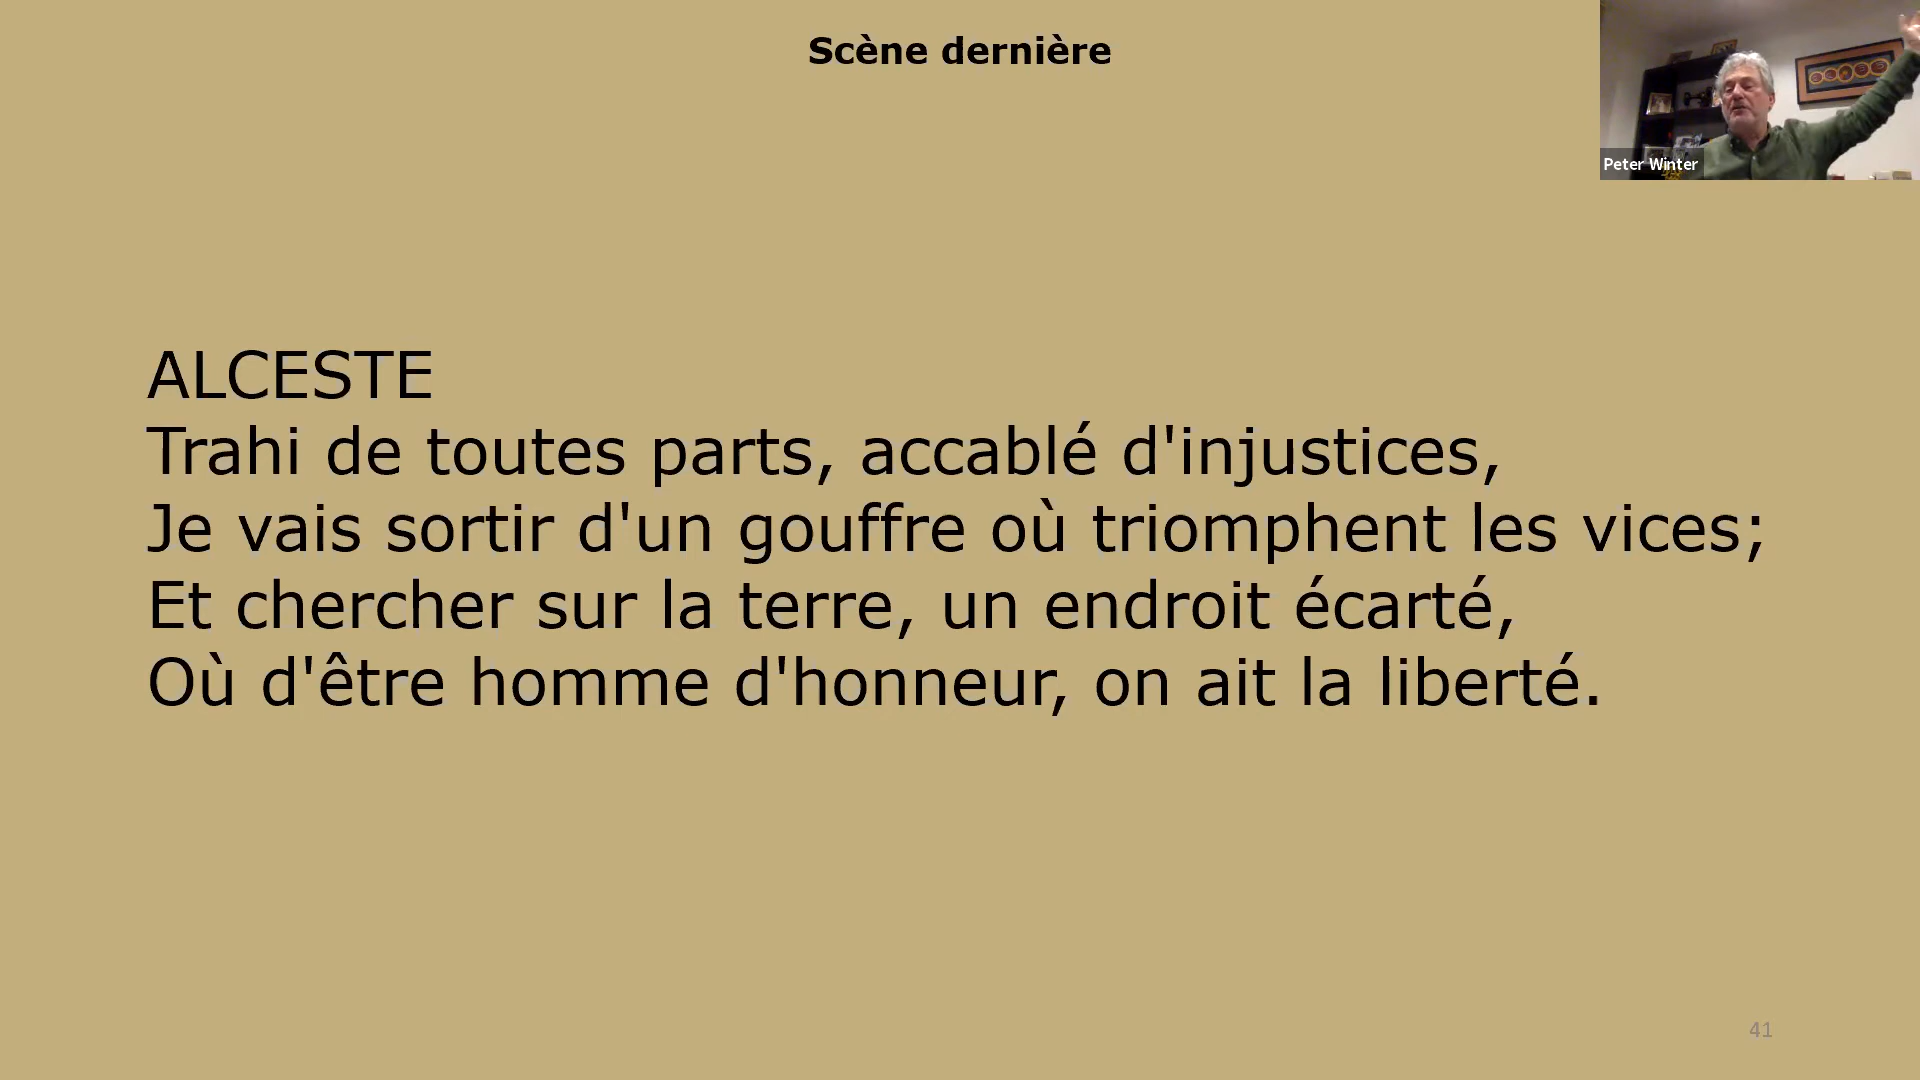 Scène dernière
Peter Winter
ALCESTE
Trahi de toutes parts, accablé d'injustices,
Je vais sortir d'un gouffre où triomphent les vices;
Et chercher sur la terre, un endroit écarté,
Où d'être homme d'honneur, on ait la liberté.
41